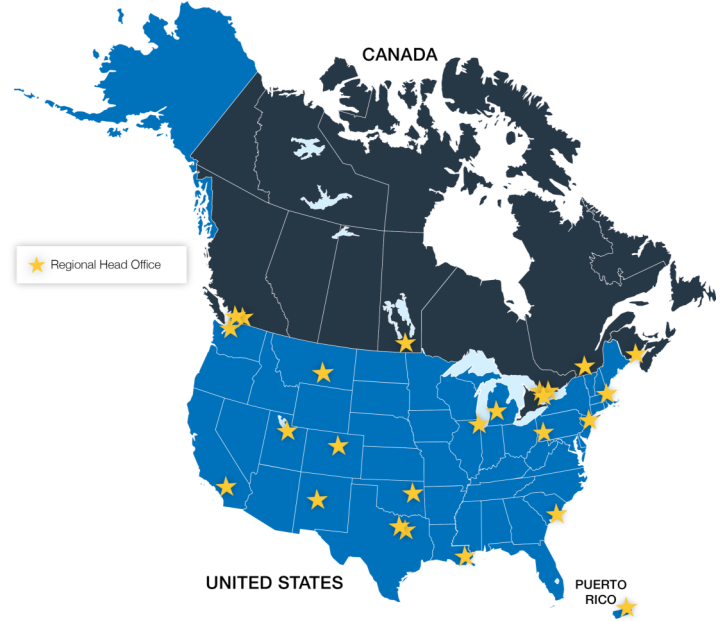 CANADA
Regional Head Office
UNITED STATES
PUERTO
RICO